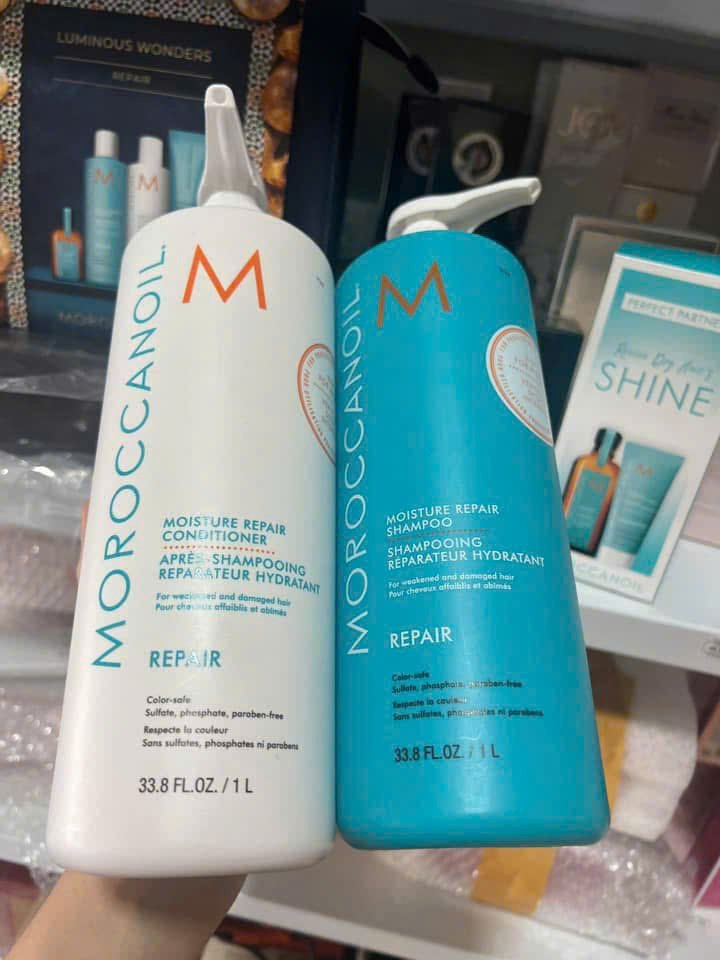 LUMINOUS WONDERS
REPAIR
M
M
MOROCCANOIL.
M
MOISTURE REPAIR
CONDITIONER
APRÈS-SHAMPOOING
RÉPARATEUR HYDRATANT
For weakened and damaged hair
Pour cheveux affaiblis et abîmés
REPAIR
Color-safe
Sulfate, phosphate, paraben-free
Respecte la couleur
Sans sulfates, phosphates ni parabens
33.8 FL.OZ. / 1 L
MOROCCANOIL.
M
MOISTURE REPAIR
SHAMPOO
SHAMPOOING
RÉPARATEUR HYDRATANT
For weakened and damaged hair
Pour cheveux affaiblis et abîmés
REPAIR
Color-safe
Sulfate, phosphate, paraben-free
Respecte la couleur
Sans sulfates, phosphates ni parabens
33.8 FL.OZ. / 1 L
PERFECT PARTNE
SHINE
M
CCANOIL